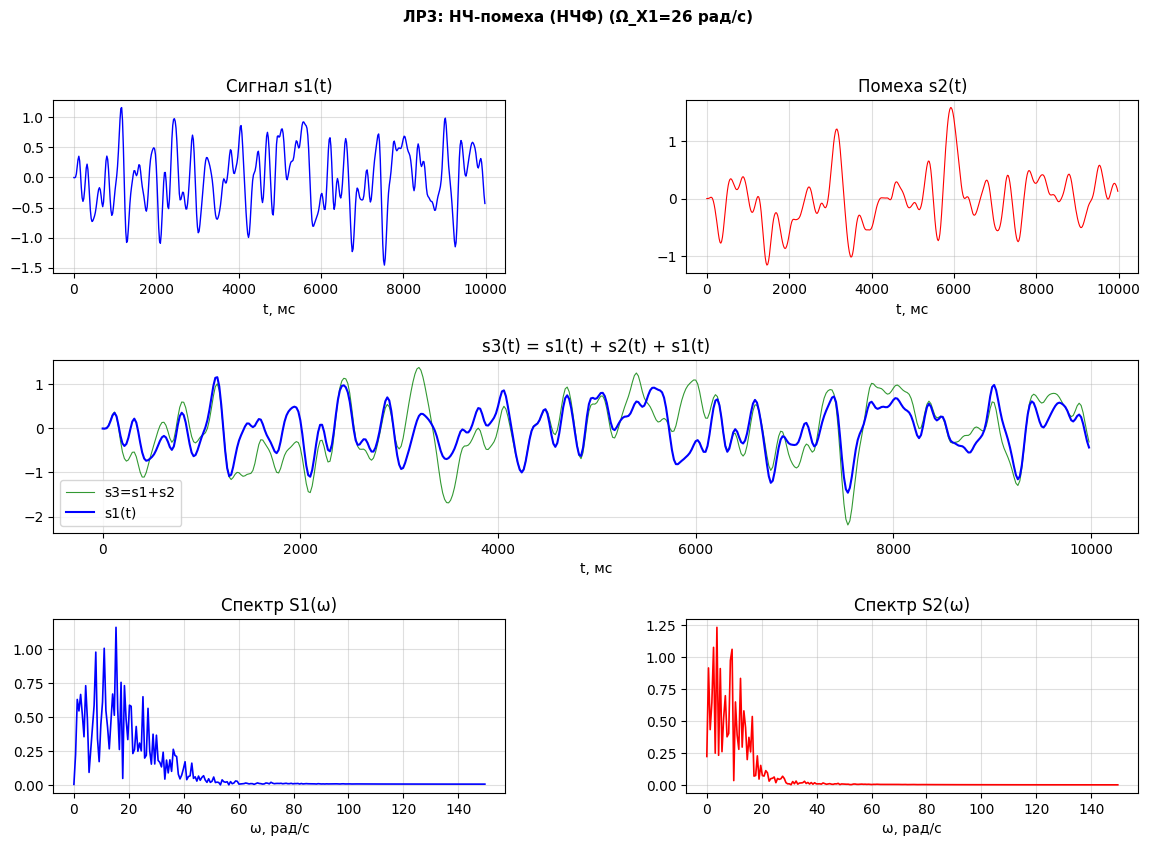 ЛР3: НЧ-помеха (НЧФ) (Ω_X1=26 рад/с)
Сигнал s1(t)
1.0
0.5
0.0
−0.5
−1.0
−1.5
0 2000 4000 6000 8000 10000
t, мс
Помеха s2(t)
1
0
−1
0 2000 4000 6000 8000 10000
t, мс
s3(t) = s1(t) + s2(t) + s1(t)
1
0
−1
−2
s3=s1+s2
s1(t)
0 2000 4000 6000 8000 10000
t, мс
Спектр S1(ω)
1.00
0.75
0.50
0.25
0.00
0 20 40 60 80 100 120 140
ω, рад/с
Спектр S2(ω)
1.25
1.00
0.75
0.50
0.25
0.00
0 20 40 60 80 100 120 140
ω, рад/с